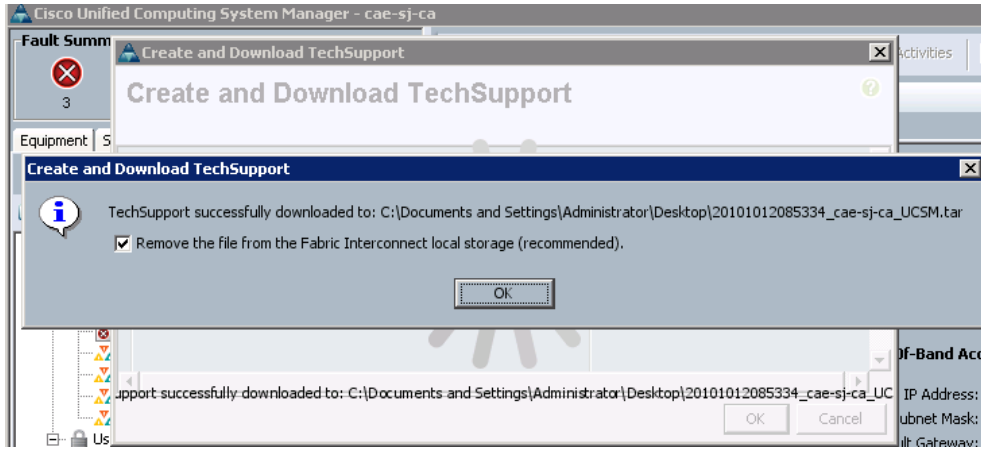 Cisco Unified Computing System Manager - cae-sj-ca
Fault Summ
3
Create and Download TechSupport
Activities
Create and Download TechSupport
Equipment S
Create and Download TechSupport
TechSupport successfully downloaded to: C:\Documents and Settings\Administrator\Desktop\20101012085334_cae-sj-ca_UCSM.tar
Remove the file from the Fabric Interconnect local storage (recommended).
OK
Of-Band Acc
upport successfully downloaded to: C:\Documents and Settings\Administrator\Desktop\20101012085334_cae-sj-ca_UC
IP Address:
OK Cancel
ubnet Mask:
Us
ult Gateway: